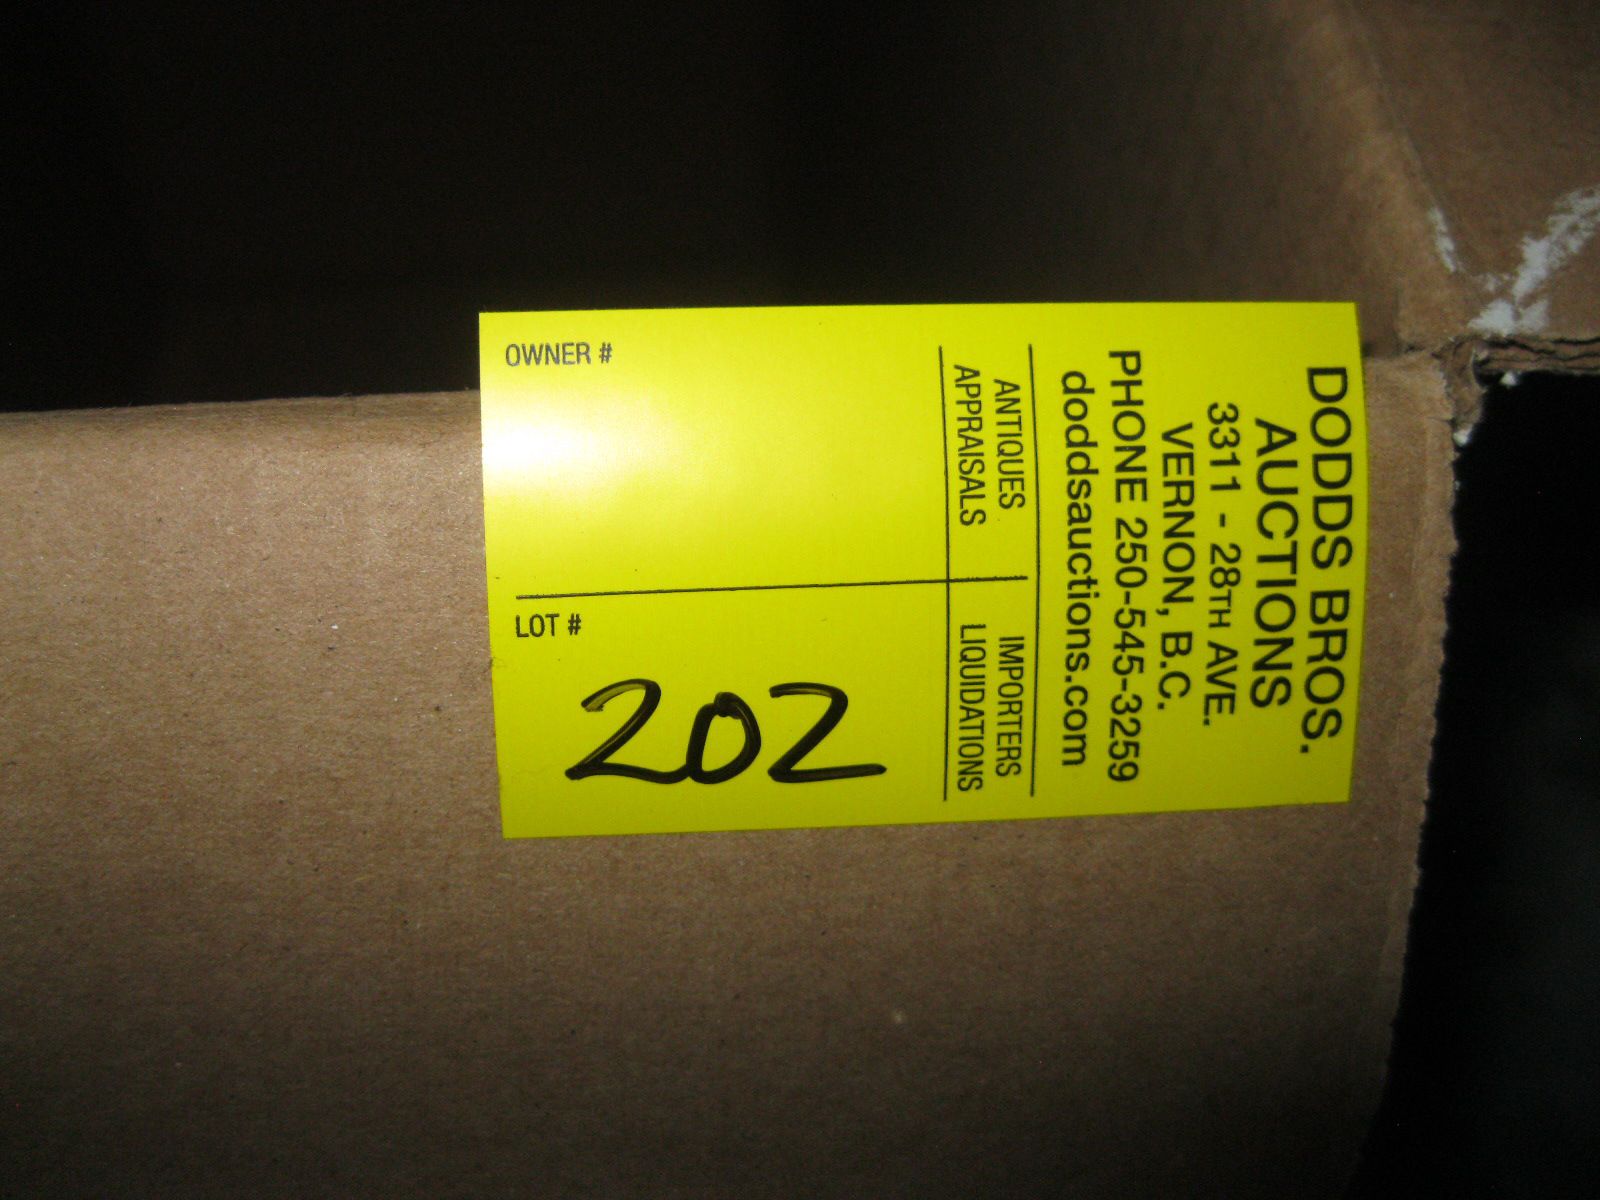 DODDS BROS.
AUCTIONS
3311 - 28TH AVE.
VERNON, B.C.
PHONE 250-545-3259
doddsauctions.com
ANTIQUES
APPRAISALS
IMPORTERS
LIQUIDATIONS
OWNER #
LOT #
202